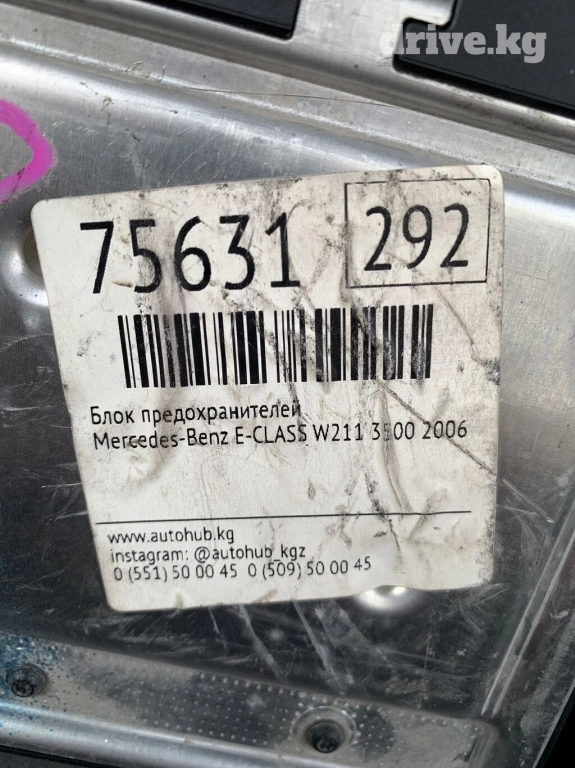 drive.kg
75631 292
Блок предохранителей
Mercedes-Benz E-CLASS W211 3500 2006
www.autohub.kg
instagram: @autohub_kgz
0 (551) 50 00 45 0 (509) 50 00 45